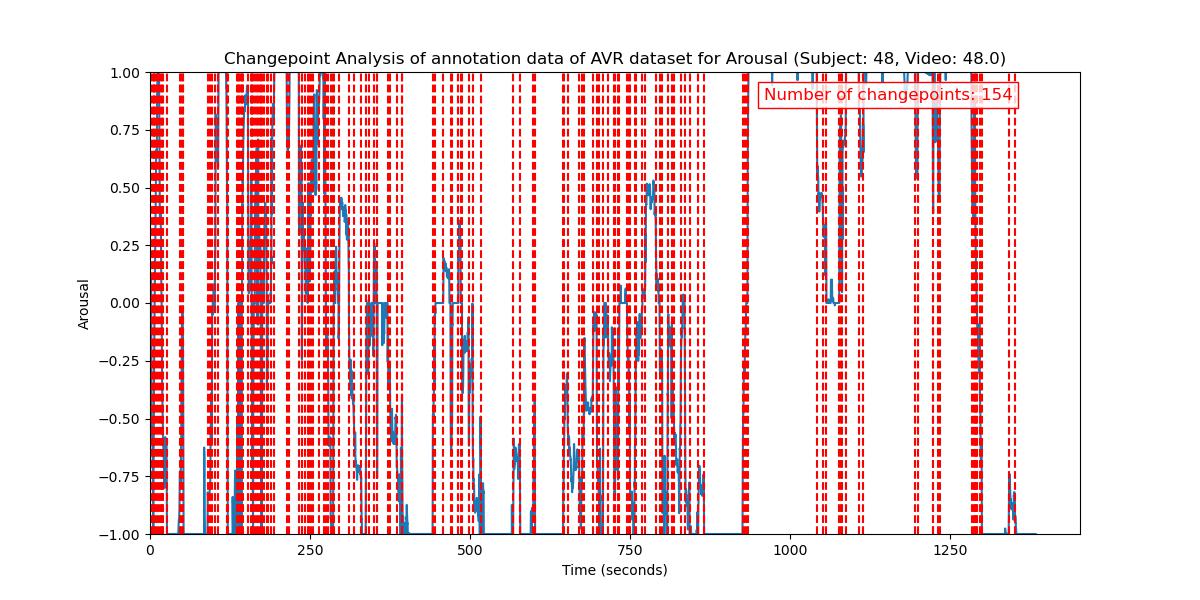 Changepoint Analysis of annotation data of AVR dataset for Arousal (Subject: 48, Video: 48.0)
Number of changepoints: 154
Arousal
1.00
0.75
0.50
0.25
0.00
−0.25
−0.50
−0.75
−1.00
0 250 500 750 1000 1250
Time (seconds)